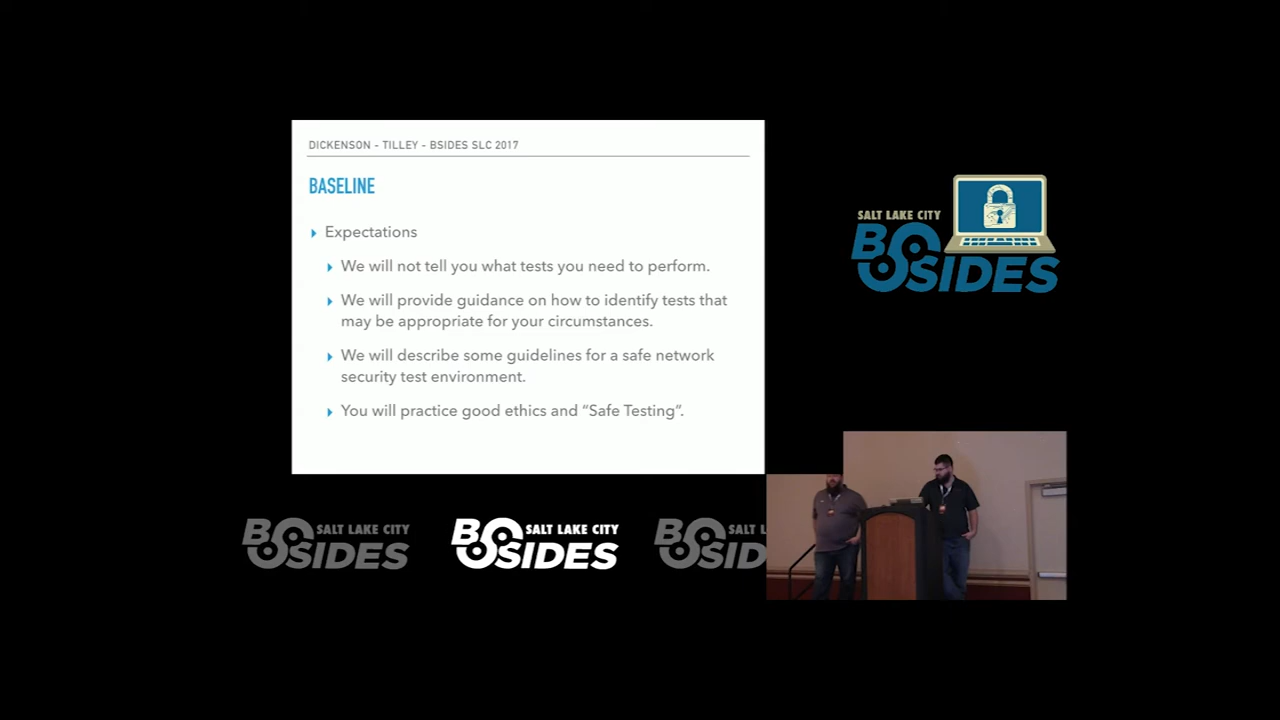 DICKENSON - TILLEY - BSIDES SLC 2017
BASELINE
Expectations
We will not tell you what tests you need to perform.
We will provide guidance on how to identify tests that
may be appropriate for your circumstances.
We will describe some guidelines for a safe network
security test environment.
You will practice good ethics and “Safe Testing”.
SALT LAKE CITY
BSIDES
SALT LAKE CITY
BSIDES
SALT LAKE CITY
BSIDES
SALT L
BSID